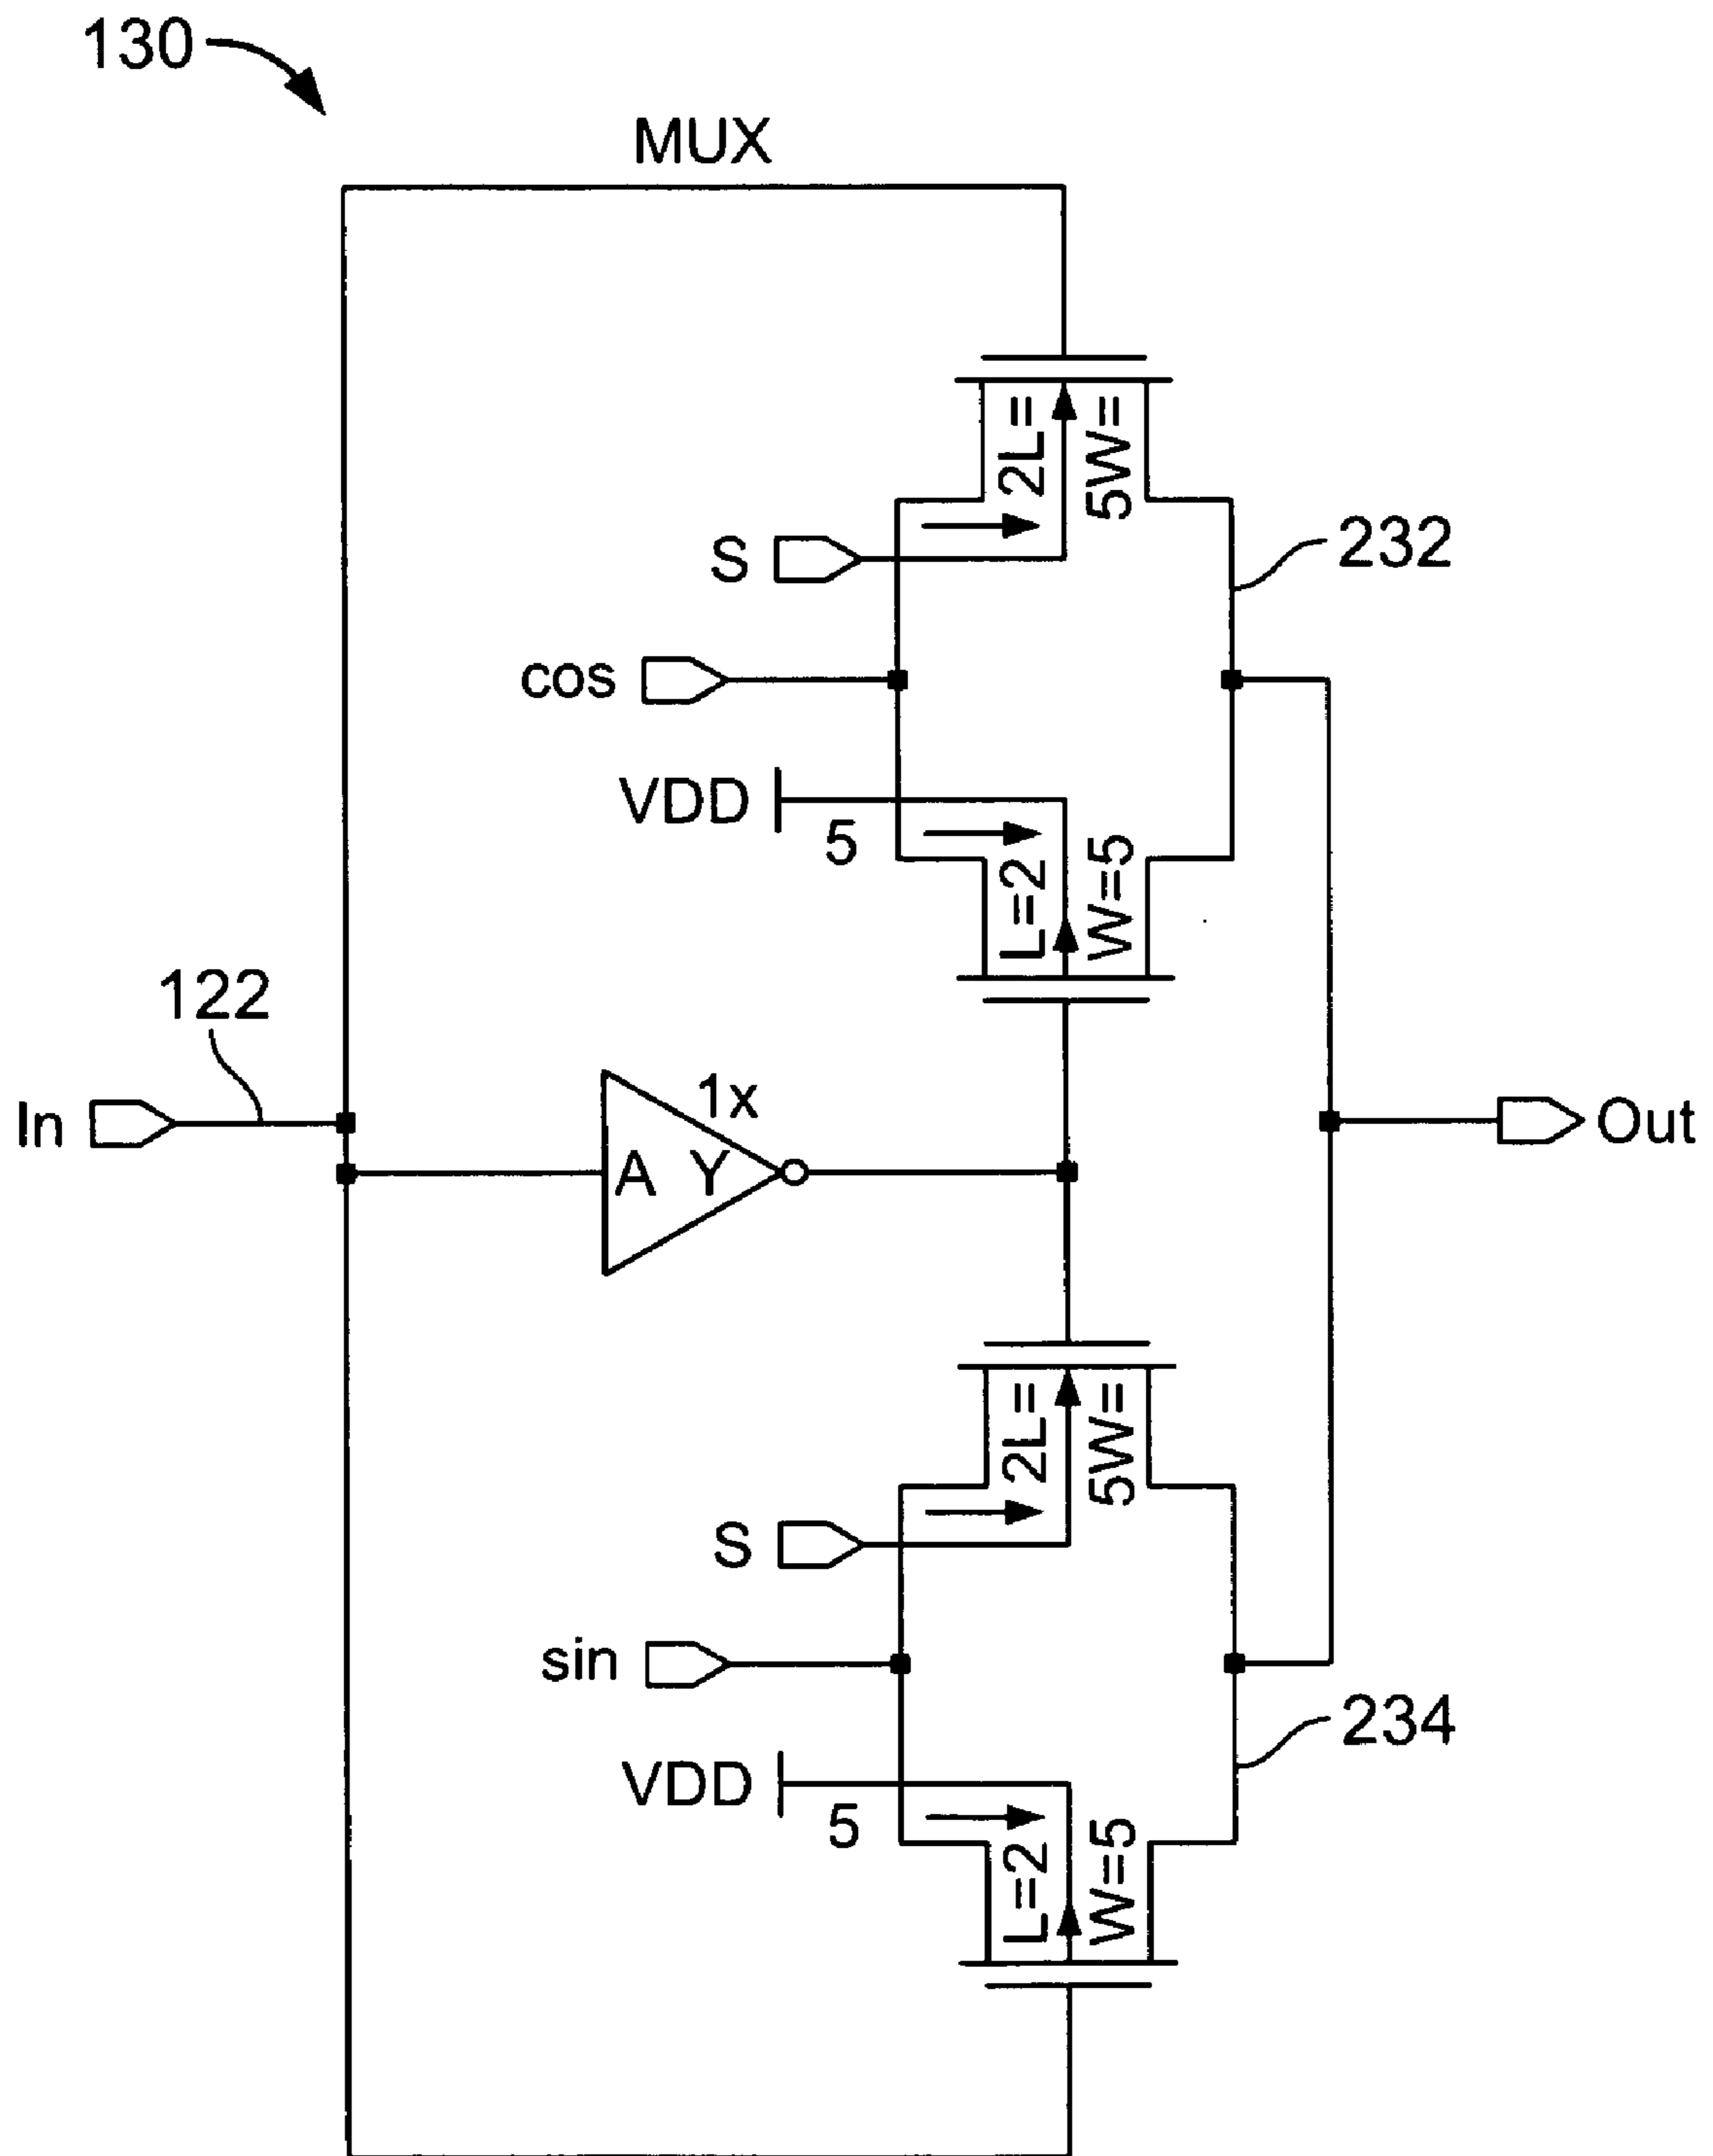 130
MUX
2L=
5W=
S
232
cos
VDD
5
L=2
W=5
122
1x
In
A Y
Out
2L=
5W=
S
sin
234
VDD
5
L=2
W=5